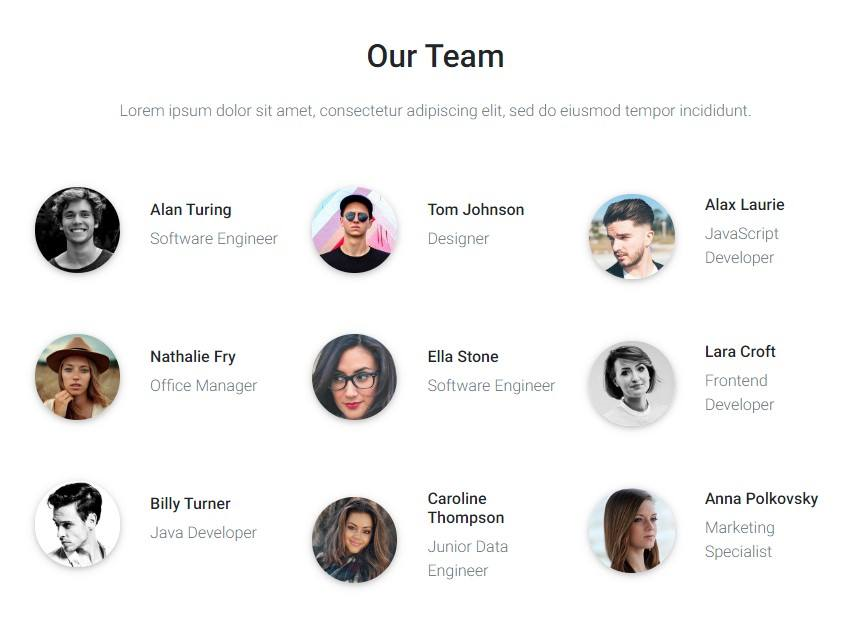 Our Team
Lorem ipsum dolor sit amet, consectetur adipiscing elit, sed do eiusmod tempor incididunt.
Alan Turing
Software Engineer
Tom Johnson
Designer
Alax Laurie
JavaScript
Developer
Nathalie Fry
Office Manager
Ella Stone
Software Engineer
Lara Croft
Frontend
Developer
Billy Turner
Java Developer
Caroline
Thompson
Junior Data
Engineer
Anna Polkovsky
Marketing
Specialist